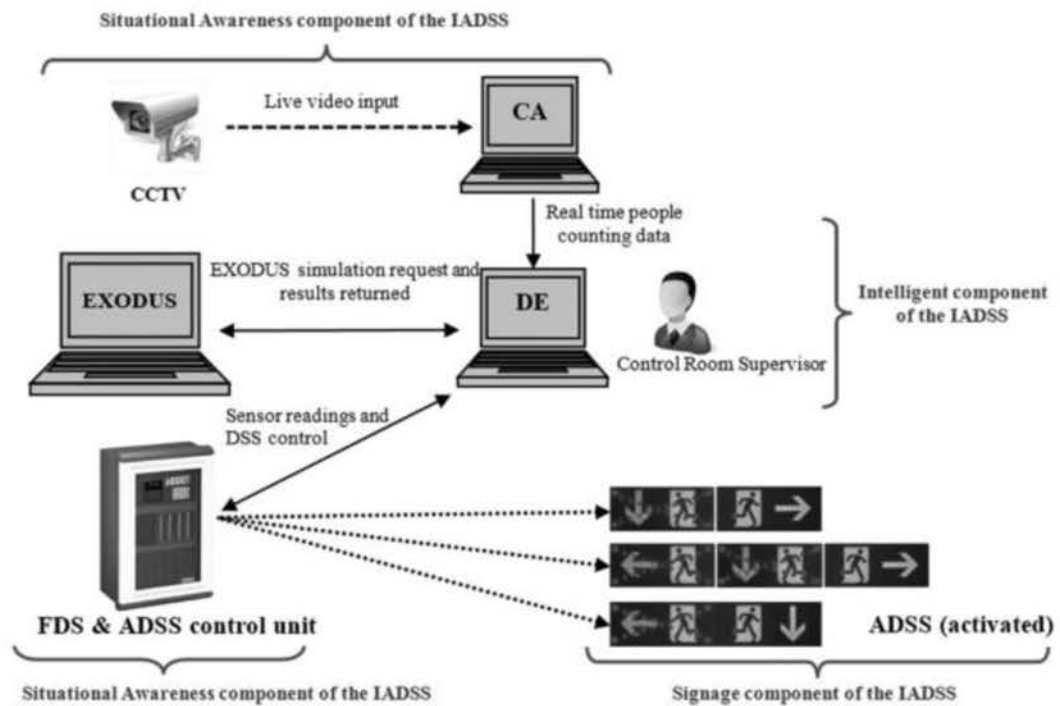 Situational Awareness component of the IADSS
Live video input
CA
CCTV
Real time people
counting data
EXODUS simulation request and
results returned
EXODUS
DE
Control Room Supervisor
Intelligent component
of the IADSS
Sensor readings and
DSS control
FDS & ADSS control unit
ADSS (activated)
Situational Awareness component of the IADSS
Signage component of the IADSS